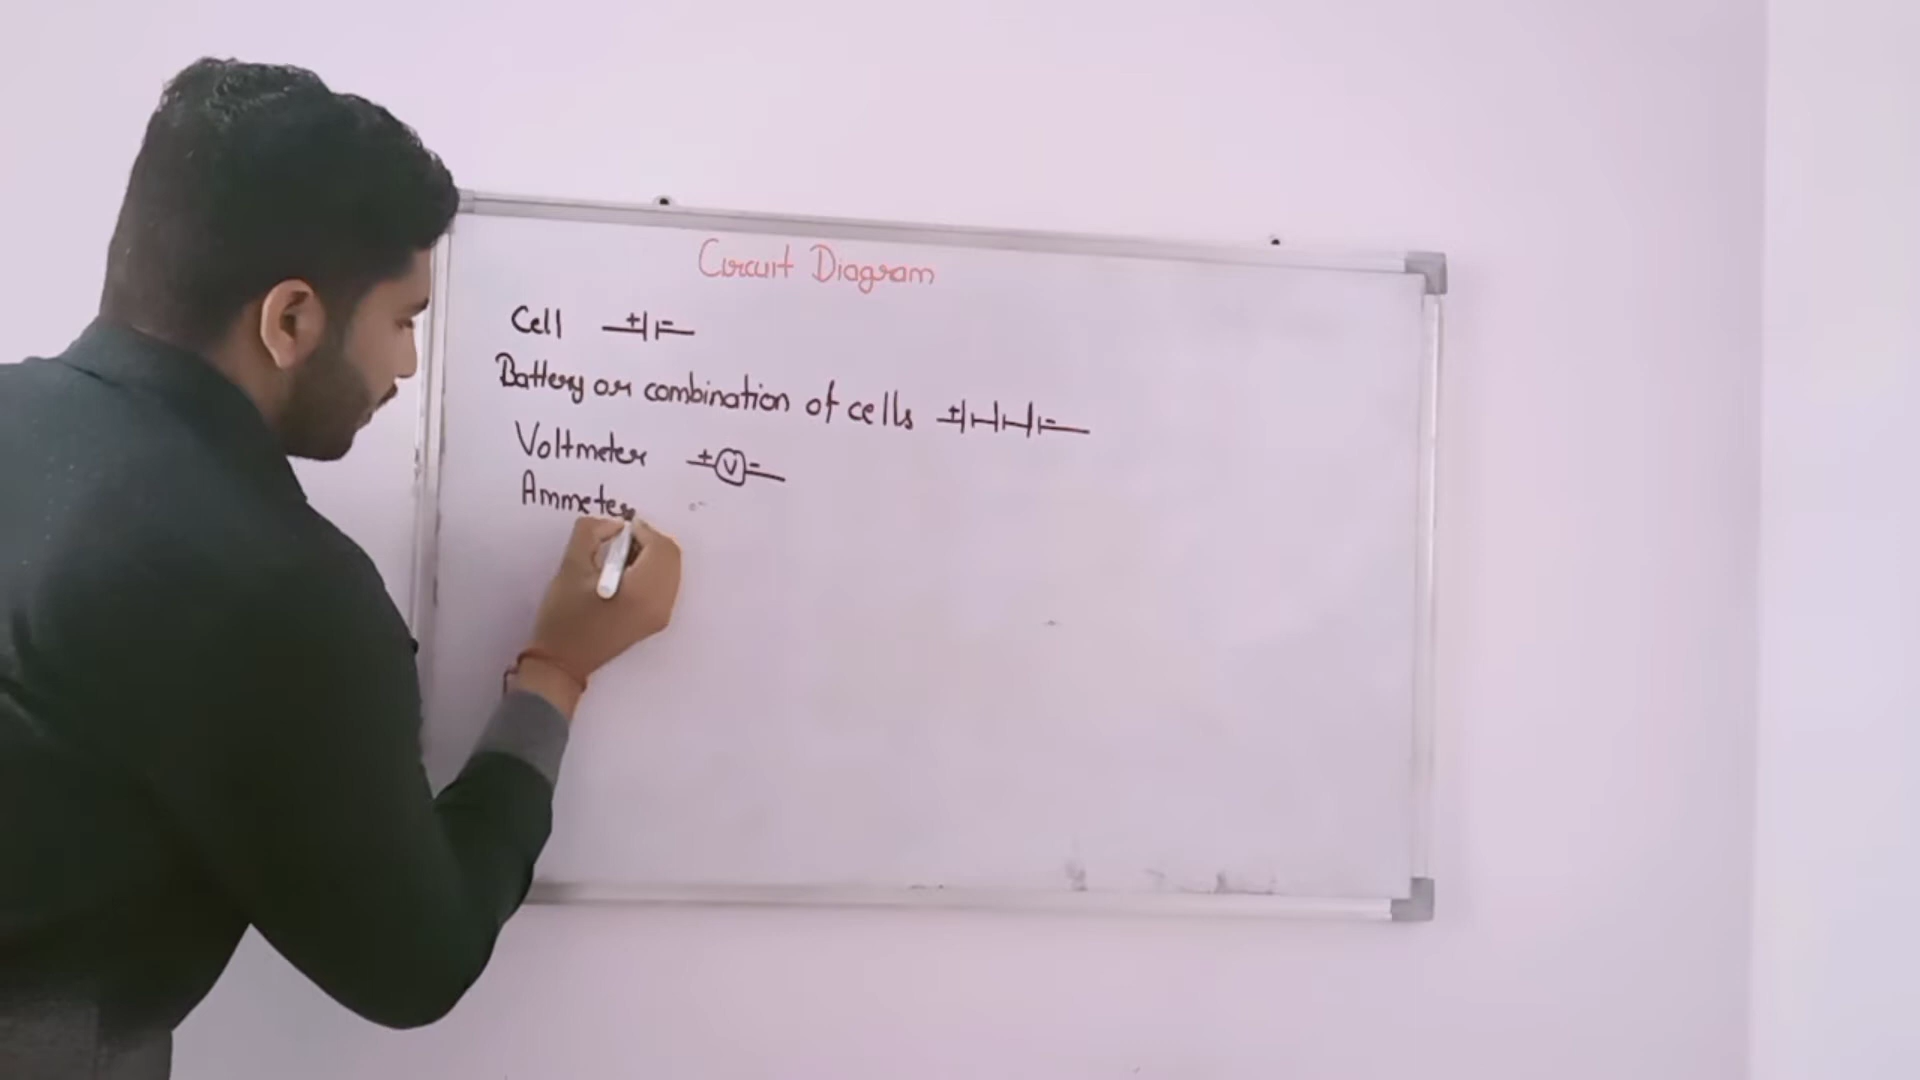 Circuit Diagram
Cell + -
Battery or combination of cells + -
Voltmeter + V -
Ammeter